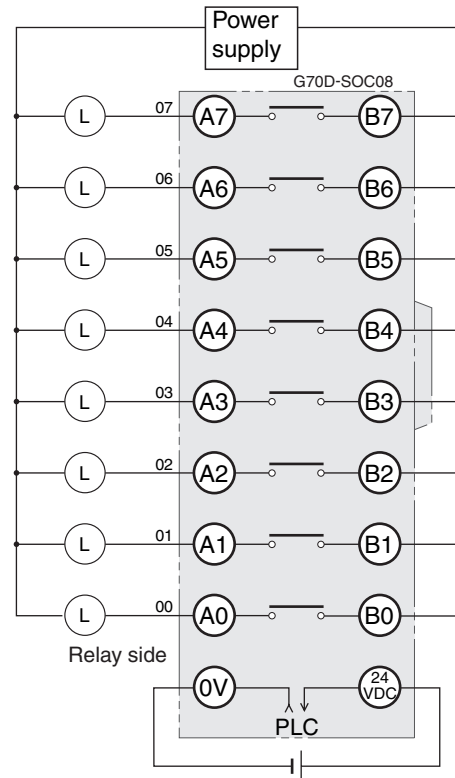 Power
supply
G70D-SOC08
L 07 A7 B7
L 06 A6 B6
L 05 A5 B5
L 04 A4 B4
L 03 A3 B3
L 02 A2 B2
L 01 A1 B1
L 00 A0 B0
Relay side
0V 24
VDC
PLC